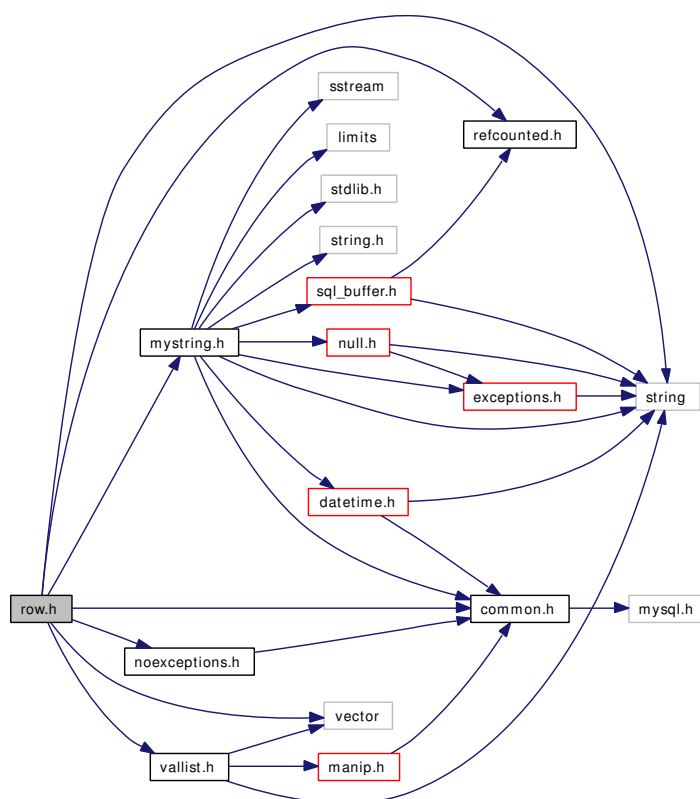 sstream
refcounted.h
limits
stdlib.h
string.h
sql_buffer.h
mystring.h
null.h
exceptions.h
string
datetime.h
row.h
common.h
mysql.h
noexceptions.h
vector
vallist.h
manip.h